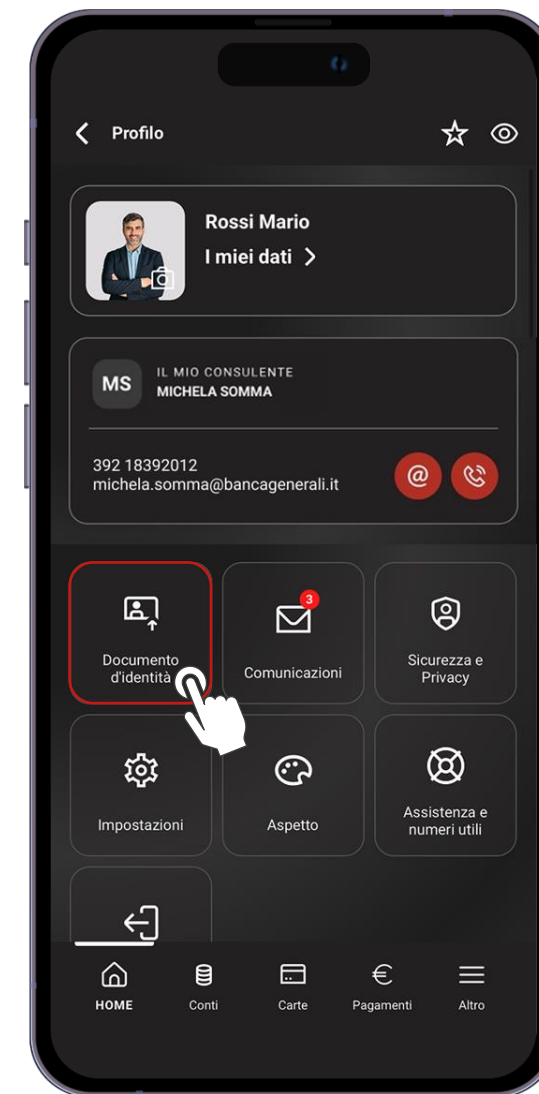 Profilo
Rossi Mario
I miei dati
MS
IL MIO CONSULENTE
MICHELA SOMMA
392 18392012
michela.somma@bancagenerali.it
@
Documento
d'identità
3
Comunicazioni
Sicurezza e
Privacy
Impostazioni
Aspetto
Assistenza e
numeri utili
HOME
Conti
Carte
€
Pagamenti
Altro